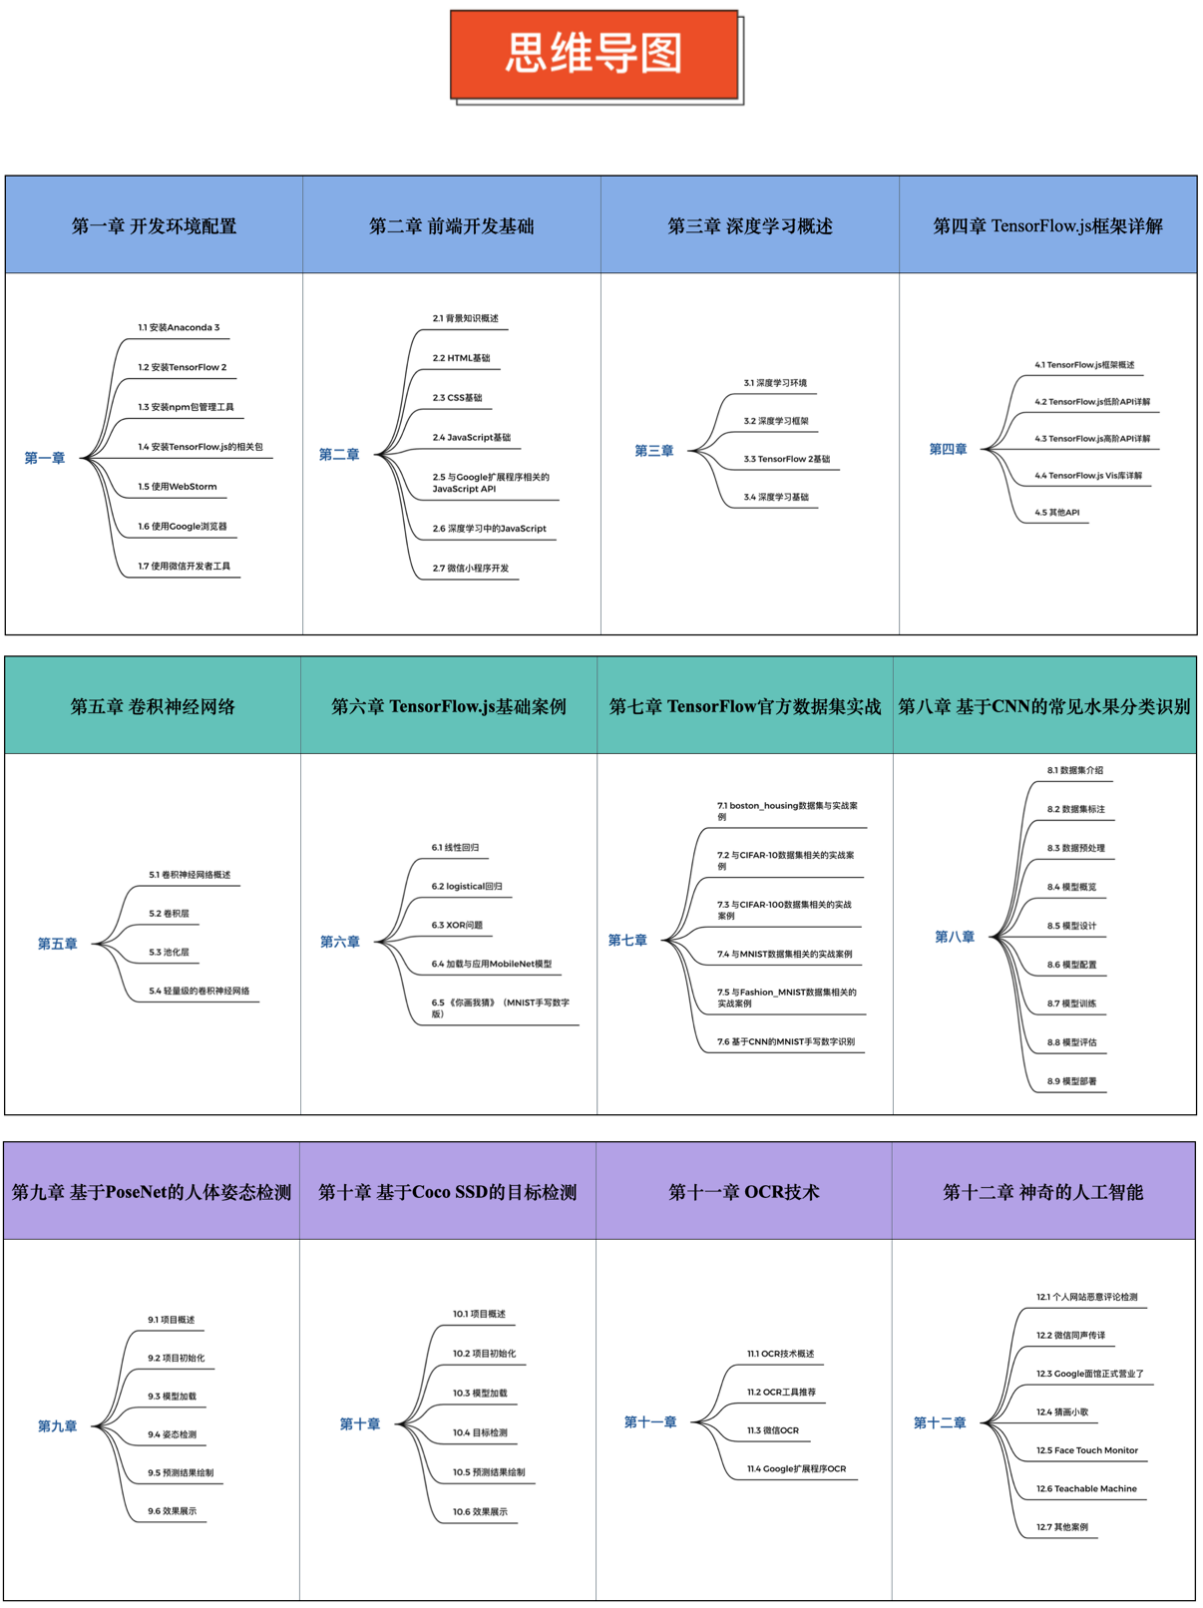 思维导图
第一章 开发环境配置
第二章 前端开发基础
第三章 深度学习概述
第四章 TensorFlow.js框架详解
第一章
1.1 安装Anaconda 3
1.2 安装TensorFlow 2
1.3 安装npm包管理工具
1.4 安装TensorFlow.js的相关包
1.5 使用WebStorm
1.6 使用Google浏览器
1.7 使用微信开发者工具
第二章
2.1 背景知识概述
2.2 HTML基础
2.3 CSS基础
2.4 JavaScript基础
2.5 与Google扩展程序相关的
JavaScript API
2.6 深度学习中的JavaScript
2.7 微信小程序开发
第三章
3.1 深度学习环境
3.2 深度学习框架
3.3 TensorFlow 2基础
3.4 深度学习基础
第四章
4.1 TensorFlow.js框架概述
4.2 TensorFlow.js低阶API详解
4.3 TensorFlow.js高阶API详解
4.4 TensorFlow.js Vis库详解
4.5 其他API
第五章 卷积神经网络
第六章 TensorFlow.js基础案例
第七章 TensorFlow官方数据集实战
第八章 基于CNN的常见水果分类识别
第五章
5.1 卷积神经网络概述
5.2 卷积层
5.3 池化层
5.4 轻量级的卷积神经网络
第六章
6.1 线性回归
6.2 logistical回归
6.3 XOR问题
6.4 加载与应用MobileNet模型
6.5 《你画我猜》（MNIST手写数字
版）
第七章
7.1 boston_housing数据集与实战案
例
7.2 与CIFAR-10数据集相关的实战案
例
7.3 与CIFAR-100数据集相关的实战
案例
7.4 与MNIST数据集相关的实战案例
7.5 与Fashion_MNIST数据集相关的
实战案例
7.6 基于CNN的MNIST手写数字识别
第八章
8.1 数据集介绍
8.2 数据集标注
8.3 数据预处理
8.4 模型概览
8.5 模型设计
8.6 模型配置
8.7 模型训练
8.8 模型评估
8.9 模型部署
第九章 基于PoseNet的人体姿态检测
第十章 基于Coco SSD的目标检测
第十一章 OCR技术
第十二章 神奇的人工智能
第九章
9.1 项目概述
9.2 项目初始化
9.3 模型加载
9.4 姿态检测
9.5 预测结果绘制
9.6 效果展示
第十章
10.1 项目概述
10.2 项目初始化
10.3 模型加载
10.4 目标检测
10.5 预测结果绘制
10.6 效果展示
第十一章
11.1 OCR技术概述
11.2 OCR工具推荐
11.3 微信OCR
11.4 Google扩展程序OCR
第十二章
12.1 个人网站恶意评论检测
12.2 微信同声传译
12.3 Google面馆正式营业了
12.4 猜画小歌
12.5 Face Touch Monitor
12.6 Teachable Machine
12.7 其他案例